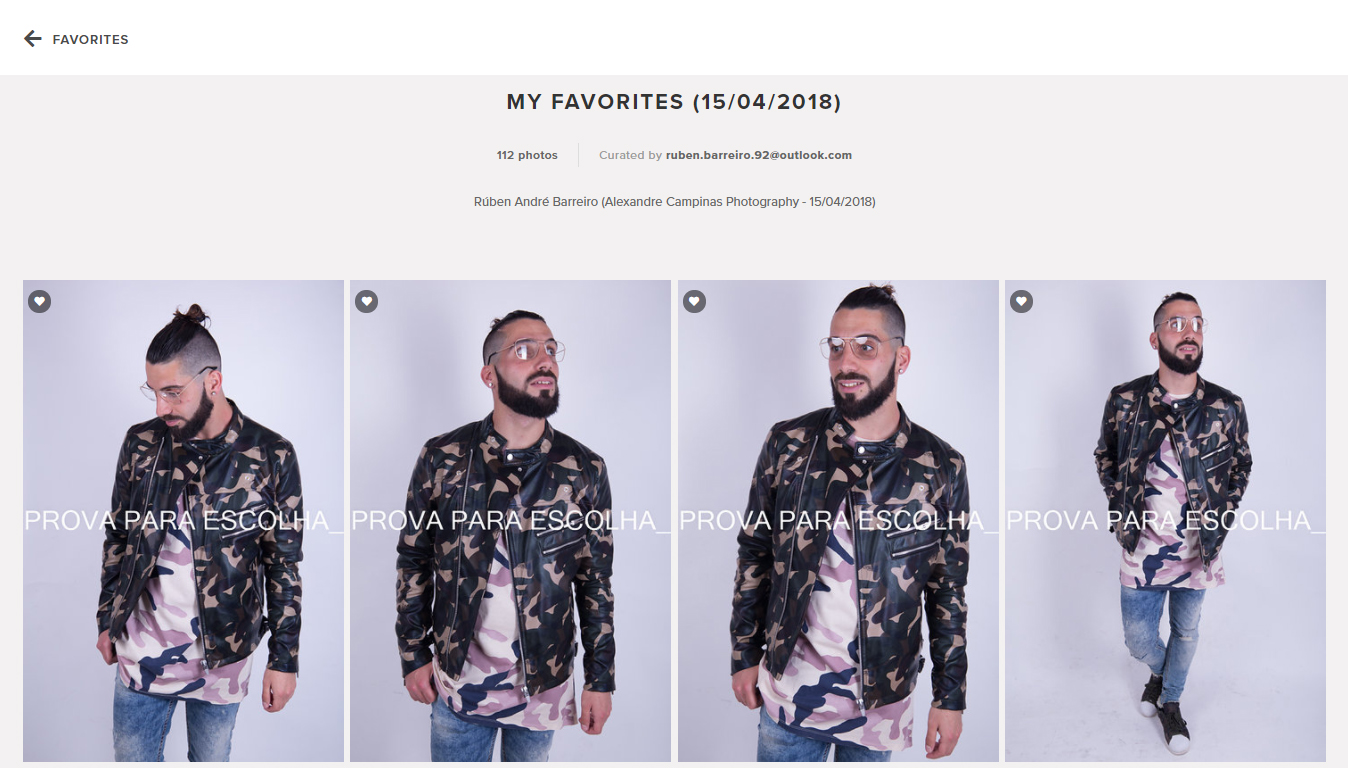 FAVORITES
MY FAVORITES (15/04/2018)
112 photos
Curated by ruben.barreiro.92@outlook.com
Rúben André Barreiro (Alexandre Campinas Photography - 15/04/2018)
PROVA PARA ESCOLHA_
PROVA PARA ESCOLHA_
PROVA PARA ESCOLHA_
PROVA PARA ESCOLHA_